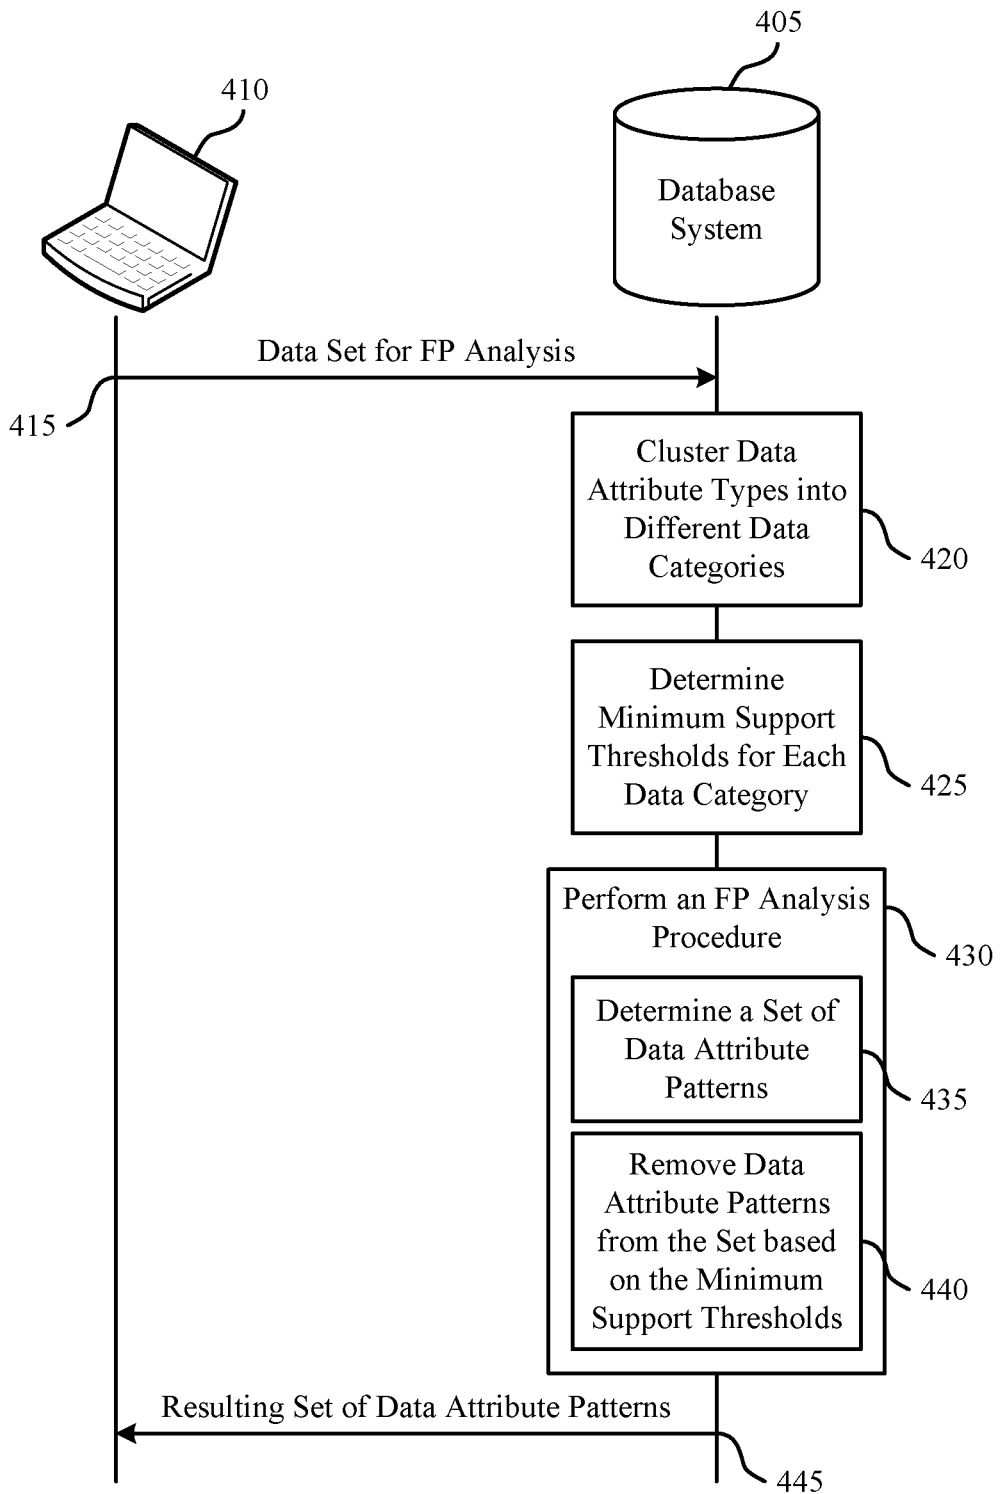 405
410
Database
System
Data Set for FP Analysis
415
Cluster Data
Attribute Types into
Different Data
Categories
420
Determine
Minimum Support
Thresholds for Each
Data Category
425
Perform an FP Analysis
Procedure
430
Determine a Set of
Data Attribute
Patterns
435
Remove Data
Attribute Patterns
from the Set based
on the Minimum
Support Thresholds
440
Resulting Set of Data Attribute Patterns
445